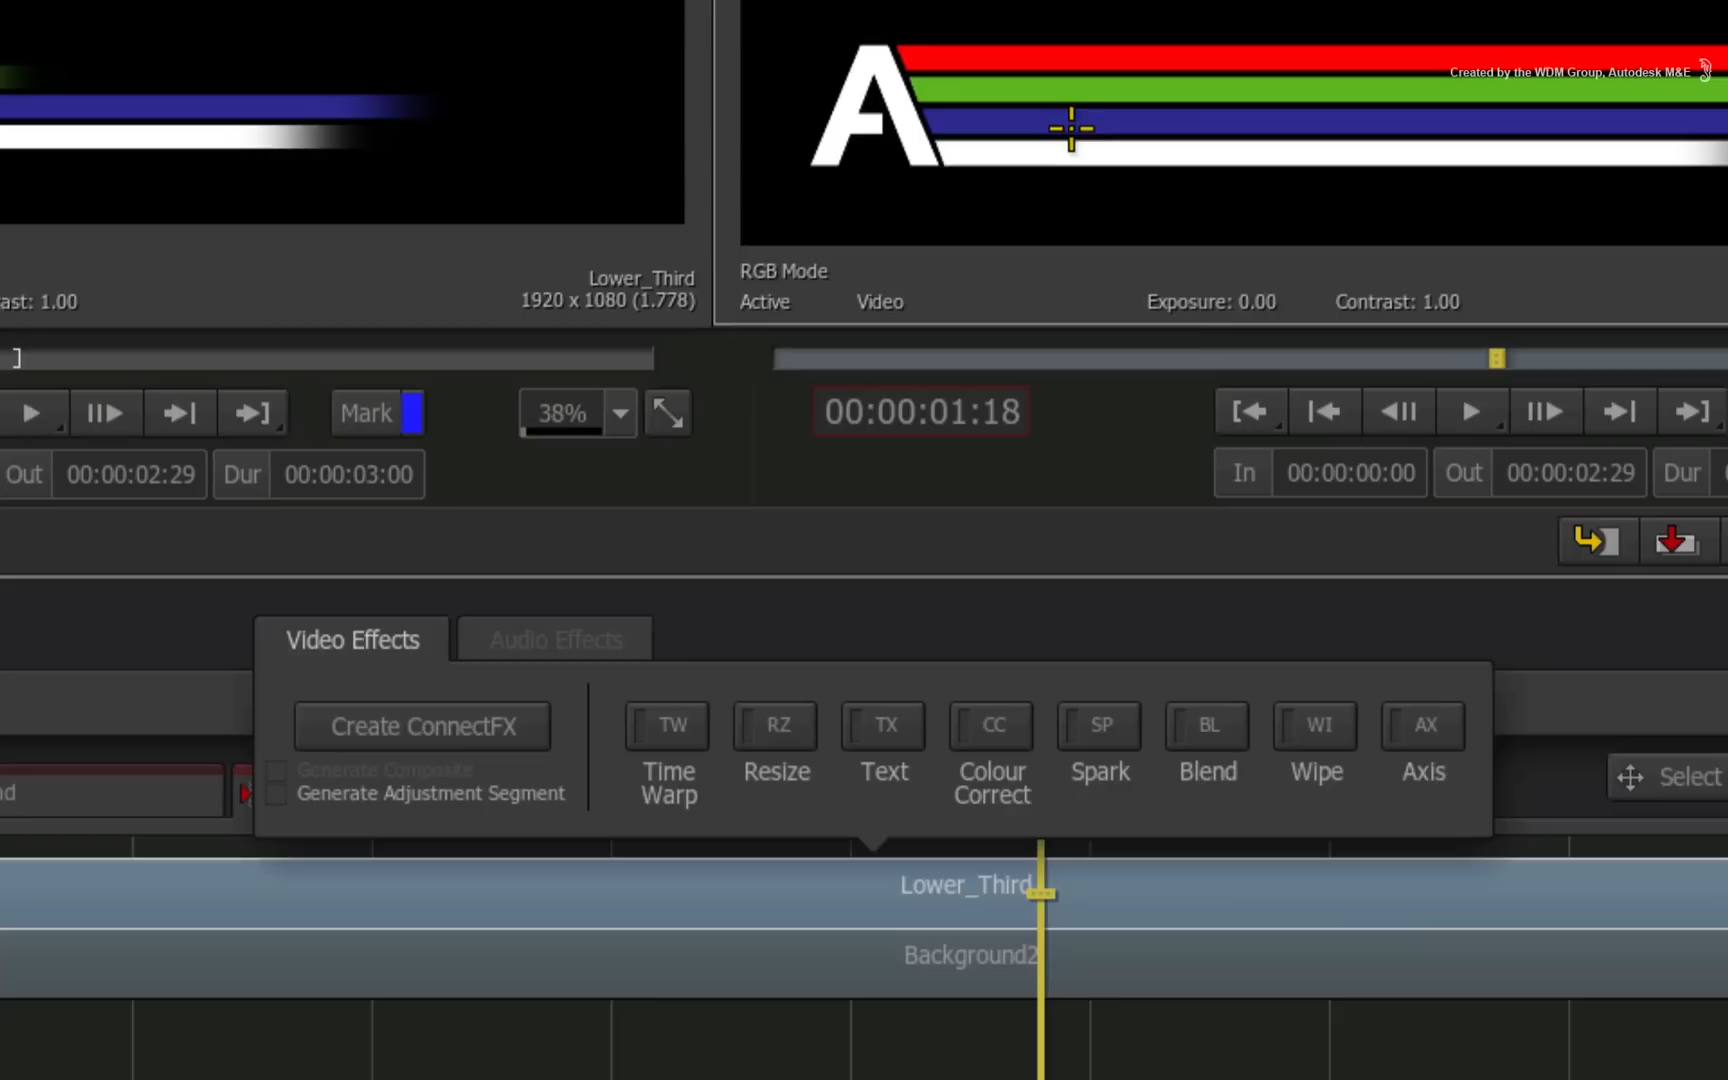 A
Created by the WDM Group, Autodesk M&E
Lower_Third
RGB Mode
ast: 1.00
1920 x 1080 (1.778)
Active
Video
Exposure: 0.00
Contrast: 1.00
]
Mark
38%
00:00:01:18
Out
00:00:02:29
Dur
00:00:03:00
In
00:00:00:00
Out
00:00:02:29
Dur
Video Effects
Audio Effects
Create ConnectFX
TW
RZ
TX
CC
SP
BL
WI
AX
Generate Composite
Generate Adjustment Segment
Time
Warp
Resize
Text
Colour
Correct
Spark
Blend
Wipe
Axis
nd
Select
Lower_Third
Background2